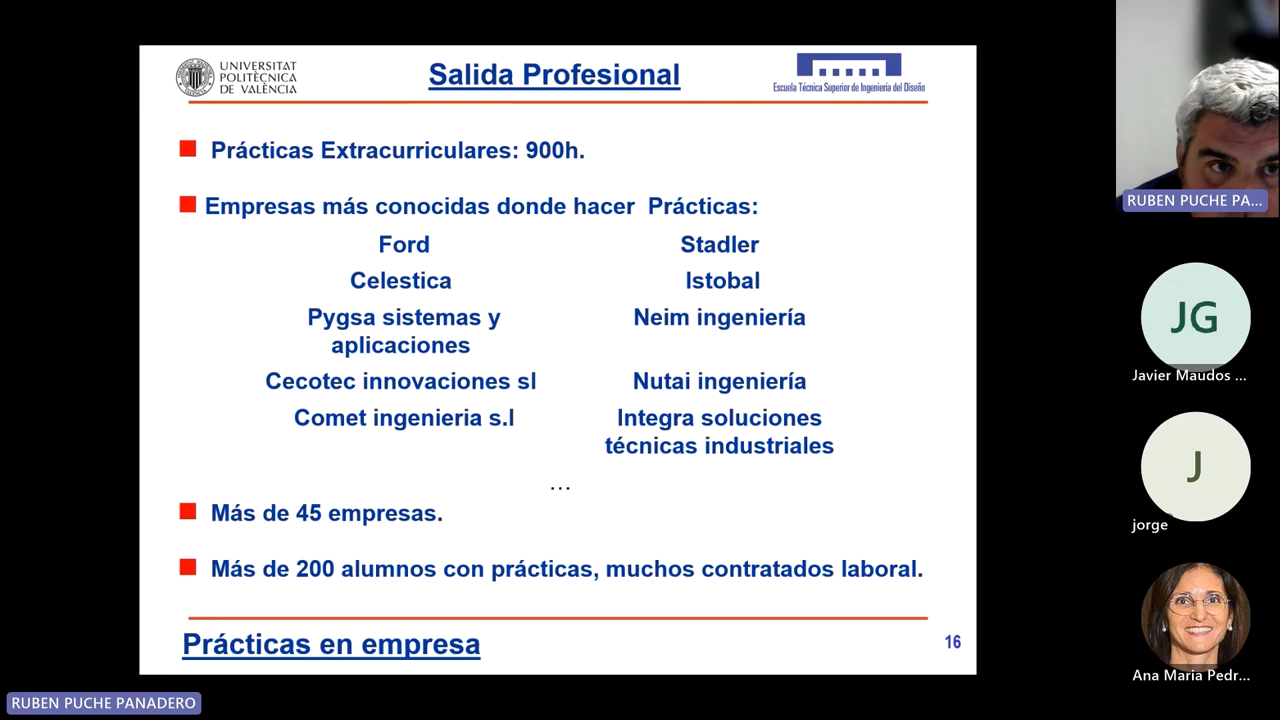 UNIVERSITAT
POLITÈCNICA
DE VALÈNCIA
Salida Profesional
Escuela Técnica Superior de Ingeniería del Diseño
Prácticas Extracurriculares: 900h.
Empresas más conocidas donde hacer Prácticas:
Ford
Stadler
Celestica
Istobal
Pygsa sistemas y
aplicaciones
Neim ingeniería
Cecotec innovaciones sl
Nutai ingeniería
Comet ingenieria s.l
Integra soluciones
técnicas industriales
...
Más de 45 empresas.
Más de 200 alumnos con prácticas, muchos contratados laboral.
Prácticas en empresa
16
RUBEN PUCHE PANADERO
RUBEN PUCHE PA...
JG
Javier Maudos ...
J
jorge
Ana Maria Pedr...